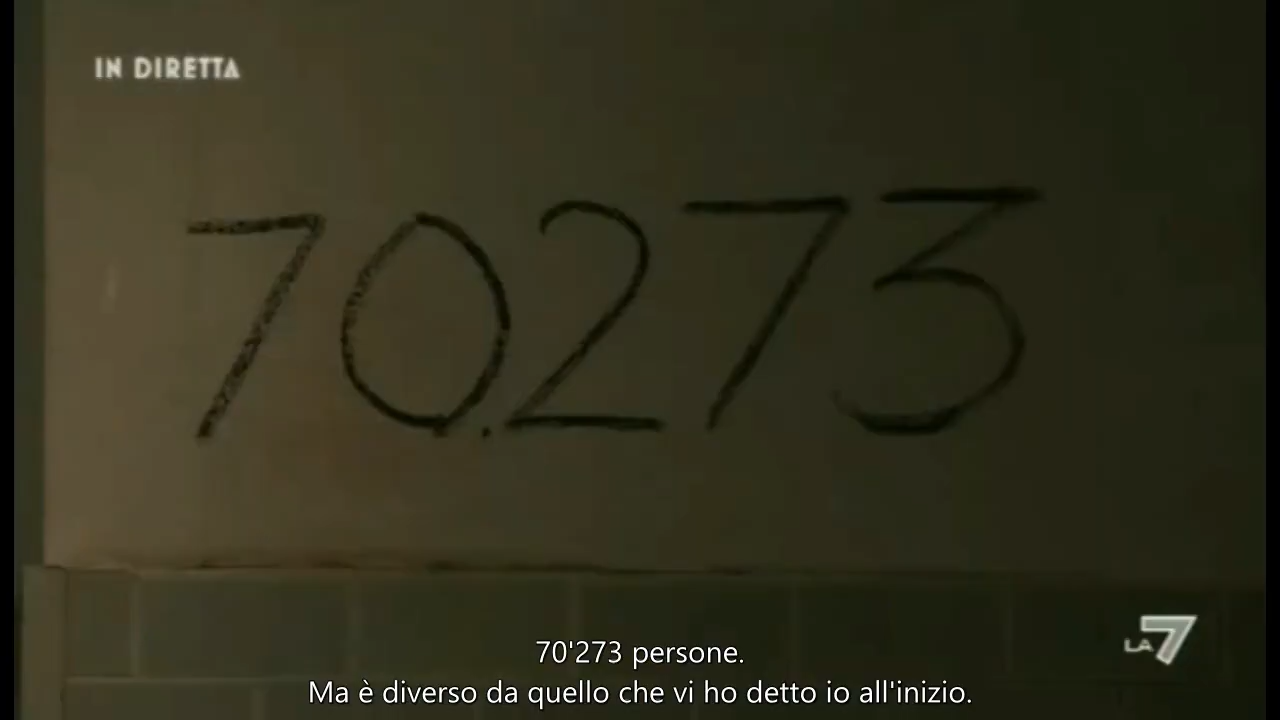 IN DIRETTA
70.273
LA7
70'273 persone.
Ma è diverso da quello che vi ho detto io all'inizio.